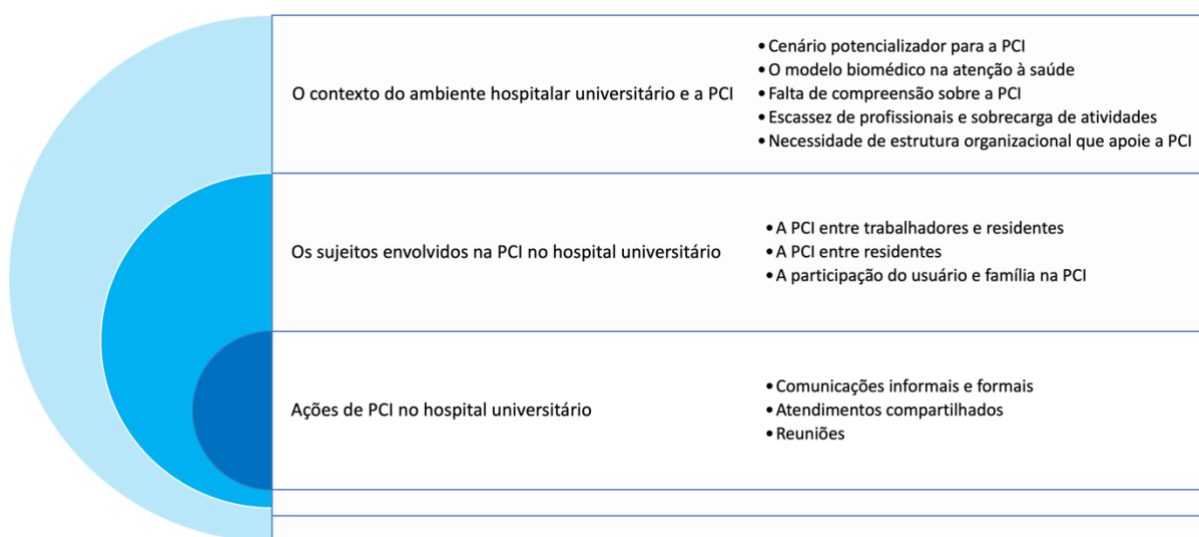 O contexto do ambiente hospitalar universitário e a PCI
• Cenário potencializador para a PCI
• O modelo biomédico na atenção à saúde
• Falta de compreensão sobre a PCI
• Escassez de profissionais e sobrecarga de atividades
• Necessidade de estrutura organizacional que apoie a PCI
Os sujeitos envolvidos na PCI no hospital universitário
• A PCI entre trabalhadores e residentes
• A PCI entre residentes
• A participação do usuário e família na PCI
Ações de PCI no hospital universitário
• Comunicações informais e formais
• Atendimentos compartilhados
• Reuniões